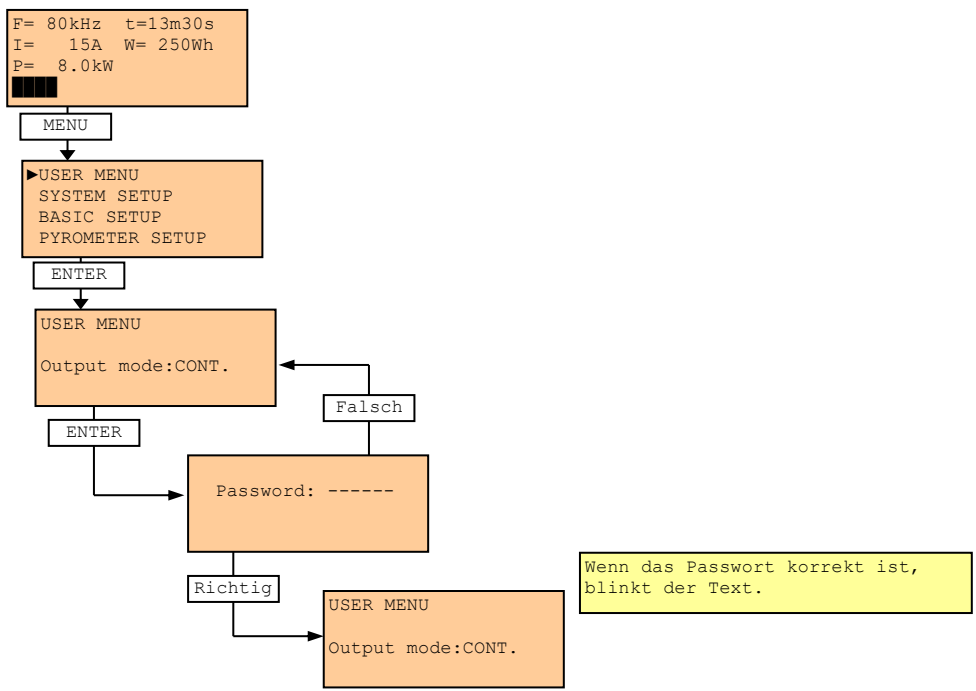 F= 80kHz  t=13m30s
I=   15A  W= 250Wh
P=  8.0kW
MENU
►USER MENU
SYSTEM SETUP
BASIC SETUP
PYROMETER SETUP
ENTER
USER MENU
Output mode:CONT.
Falsch
ENTER
Password: ------
Richtig
Wenn das Passwort korrekt ist,
blinkt der Text.
USER MENU
Output mode:CONT.